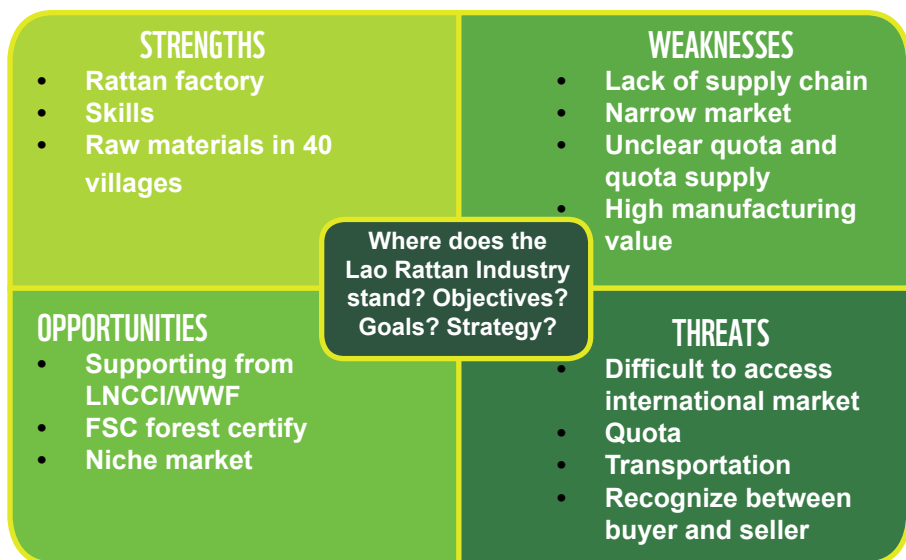 STRENGTHS
• Rattan factory
• Skills
• Raw materials in 40
villages
WEAKNESSES
• Lack of supply chain
• Narrow market
• Unclear quota and
quota supply
• High manufacturing
value
Where does the
Lao Rattan Industry
stand? Objectives?
Goals? Strategy?
OPPORTUNITIES
• Supporting from
LNCCI/WWF
• FSC forest certify
• Niche market
THREATS
• Difficult to access
international market
• Quota
• Transportation
• Recognize between
buyer and seller